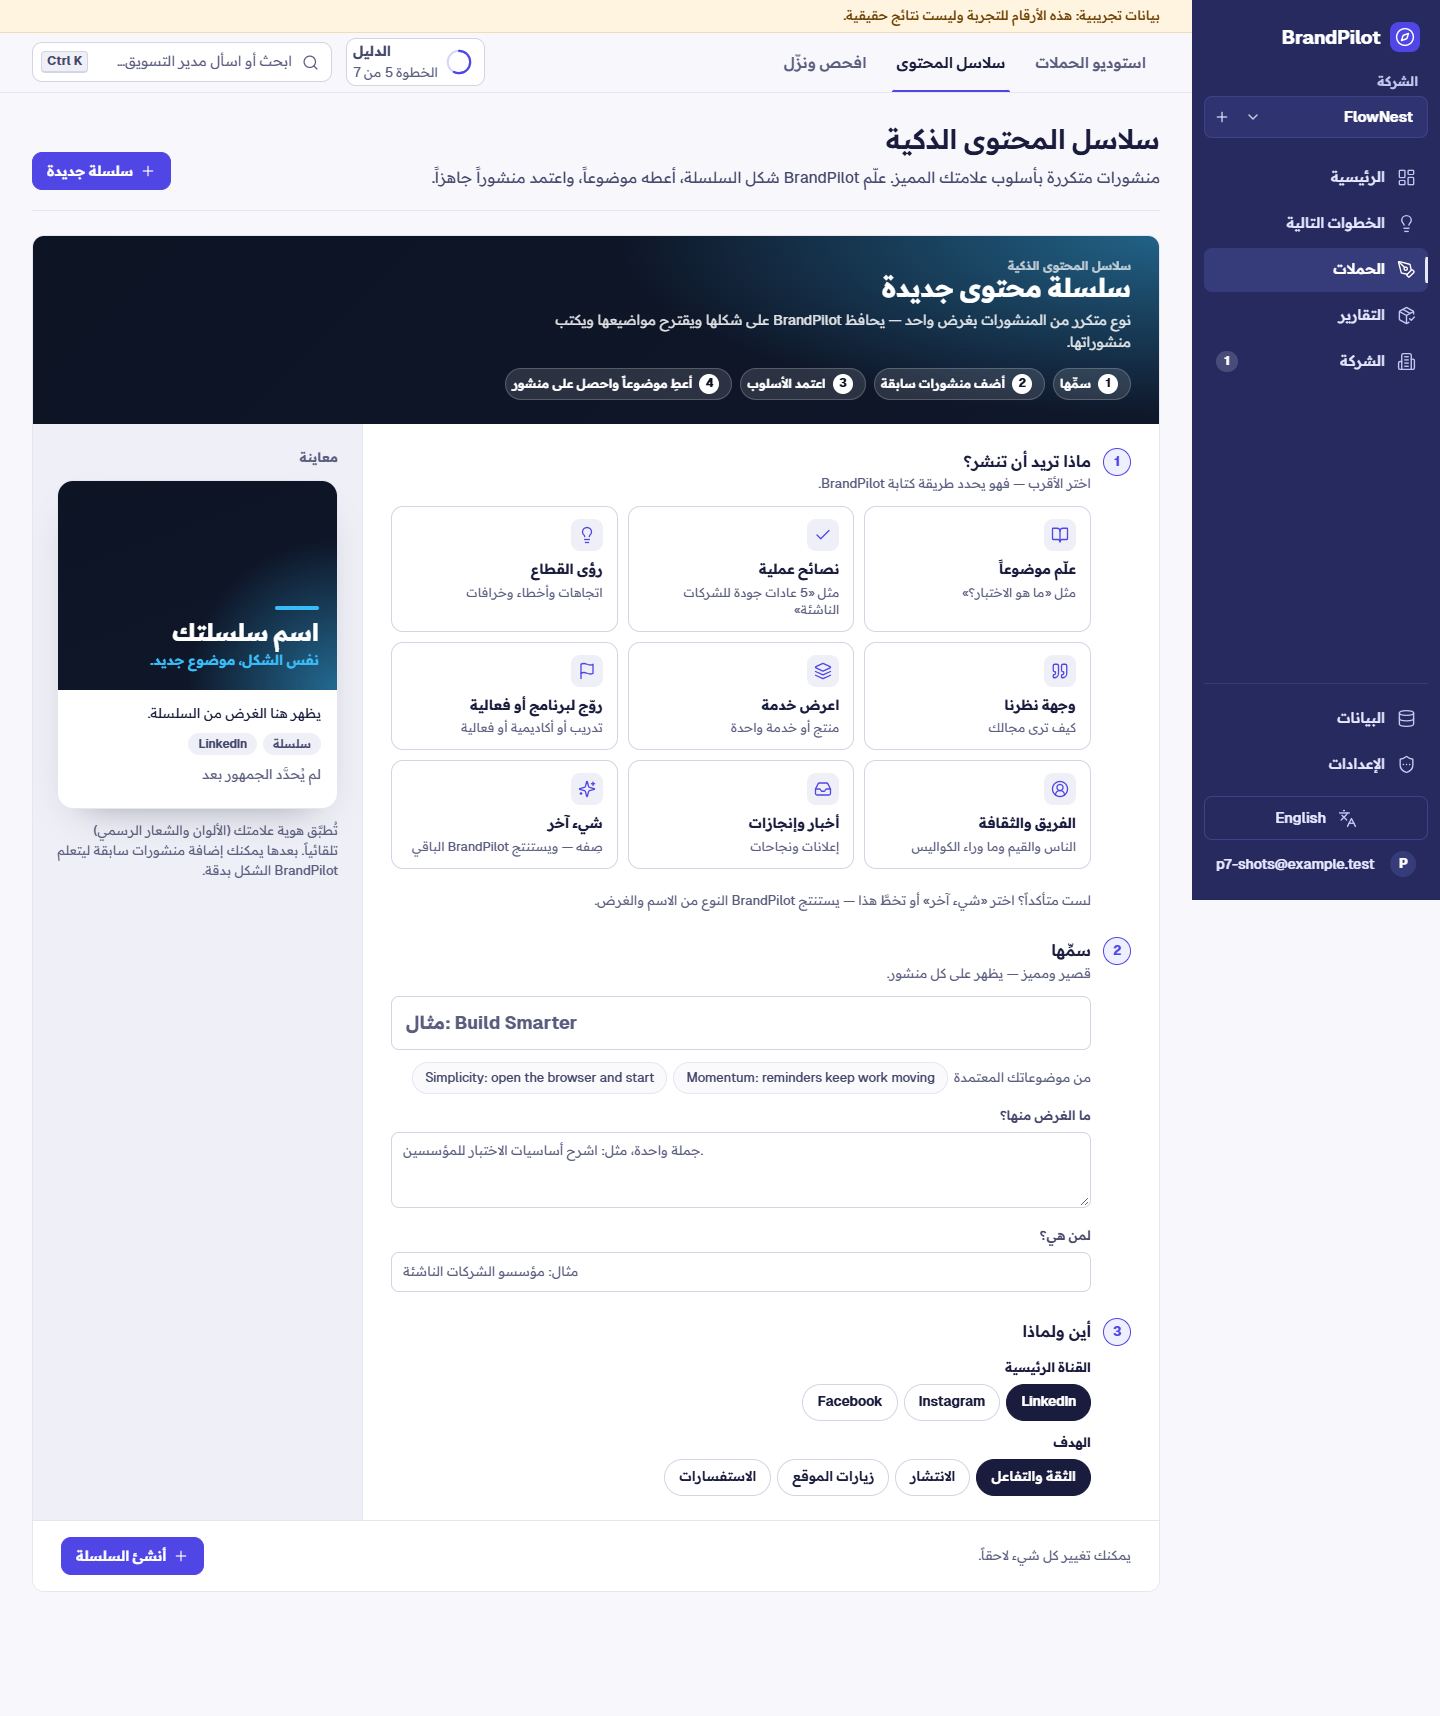 بيانات تجريبية: هذه الأرقام للتجربة وليست نتائج حقيقية.
BrandPilot
الشركة
FlowNest
الرئيسية
الخطوات التالية
الحملات
التقارير
الشركة
1
البيانات
الإعدادات
English
P
p7-shots@example.test
استوديو الحملات
سلاسل المحتوى
افحص ونزّل
الدليل
الخطوة 5 من 7
ابحث أو اسأل مدير التسويق...
Ctrl K
سلاسل المحتوى الذكية
منشورات متكررة بأسلوب علامتك المميز. علّم BrandPilot شكل السلسلة، أعطه موضوعاً، واعتمد منشوراً جاهزاً.
سلسلة جديدة
سلاسل المحتوى الذكية
سلسلة محتوى جديدة
نوع متكرر من المنشورات بغرض واحد — يحافظ BrandPilot على شكلها ويقترح مواضيعها ويكتب
منشوراتها.
1 سمِّها
2 أضف منشورات سابقة
3 اعتمد الأسلوب
4 أعطِ موضوعاً واحصل على منشور
1
ماذا تريد أن تنشر؟
اختر الأقرب — فهو يحدد طريقة كتابة BrandPilot.
علّم موضوعاً
مثل «ما هو الاختبار؟»
نصائح عملية
مثل «5 عادات جودة للشركات
الناشئة»
رؤى القطاع
اتجاهات وأخطاء وخرافات
وجهة نظرنا
كيف ترى مجالك
اعرض خدمة
منتج أو خدمة واحدة
روّج لبرنامج أو فعالية
تدريب أو أكاديمية أو فعالية
الفريق والثقافة
الناس والقيم وما وراء الكواليس
أخبار وإنجازات
إعلانات ونجاحات
شيء آخر
صِفه — ويستنتج BrandPilot الباقي
لست متأكداً؟ اختر «شيء آخر» أو تخطَّ هذا — يستنتج BrandPilot النوع من الاسم والغرض.
2
سمِّها
قصير ومميز — يظهر على كل منشور.
مثال: Build Smarter
من موضوعاتك المعتمدة
Momentum: reminders keep work moving
Simplicity: open the browser and start
ما الغرض منها؟
جملة واحدة، مثل: اشرح أساسيات الاختبار للمؤسسين.
لمن هي؟
مثال: مؤسسو الشركات الناشئة
3
أين ولماذا
القناة الرئيسية
LinkedIn
Instagram
Facebook
الهدف
الثقة والتفاعل
الانتشار
زيارات الموقع
الاستفسارات
معاينة
اسم سلسلتك
نفس الشكل، موضوع جديد.
يظهر هنا الغرض من السلسلة.
سلسلة
LinkedIn
لم يُحدَّد الجمهور بعد
تُطبَّق هوية علامتك (الألوان والشعار الرسمي)
تلقائياً. بعدها يمكنك إضافة منشورات سابقة ليتعلم
BrandPilot الشكل بدقة.
يمكنك تغيير كل شيء لاحقاً.
أنشئ السلسلة